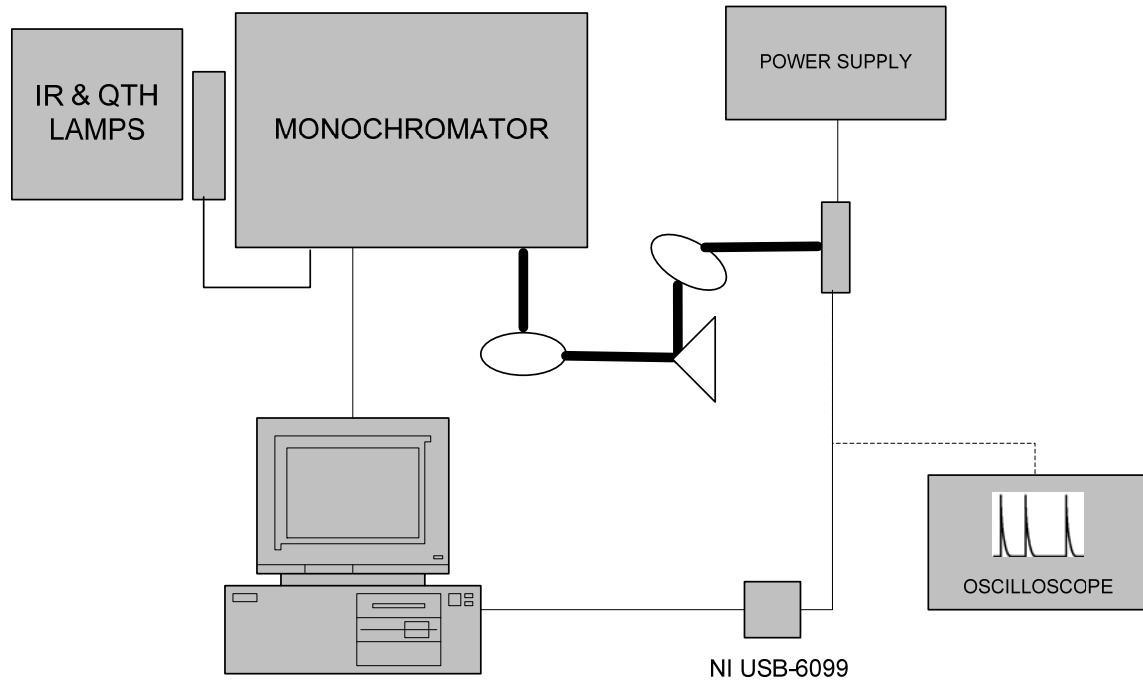 IR & QTH
LAMPS
MONOCHROMATOR
POWER SUPPLY
OSCILLOSCOPE
NI USB-6099